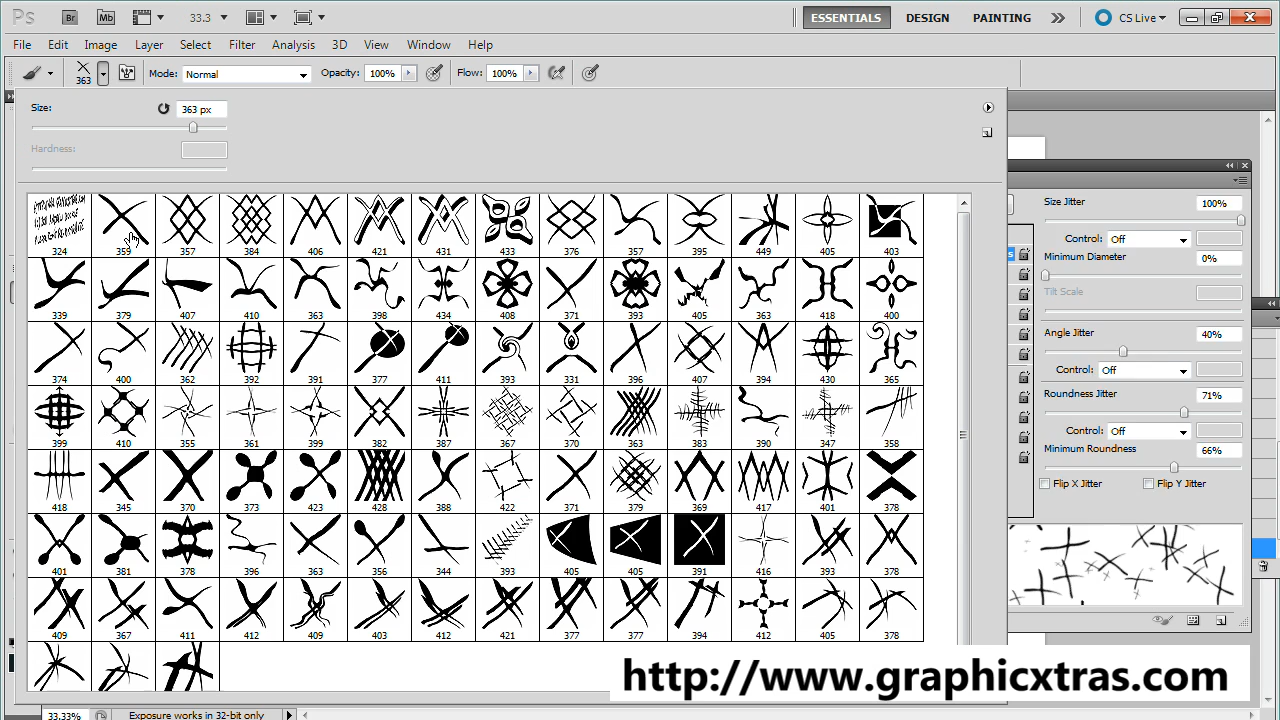 Ps Br Mb 33.3 ESSENTIALS DESIGN PAINTING CS Live
File Edit Image Layer Select Filter Analysis 3D View Window Help
363 Mode: Normal Opacity: 100% Flow: 100%
Size: 363 px
Hardness:
324 359 357 384 406 421 431 433 376 357 395 449 416 403
339 379 407 410 363 398 434 408 371 393 405 363 418 400
374 400 362 392 391 377 411 393 331 396 407 394 430 365
399 410 355 361 399 382 387 367 370 363 383 390 347 358
418 345 370 373 423 428 388 422 371 379 369 417 401 378
401 381 378 396 363 356 344 393 405 405 391 416 393 378
409 367 411 412 409 403 412 421 377 377 394 412 405 378
Size Jitter 100%
Control: Off
Minimum Diameter 0%
Tilt Scale
Angle Jitter 40%
Control: Off
Roundness Jitter 71%
Control: Off
Minimum Roundness 66%
Flip X Jitter Flip Y Jitter
http://www.graphicxtras.com
33.33% Exposure works in 32-bit only